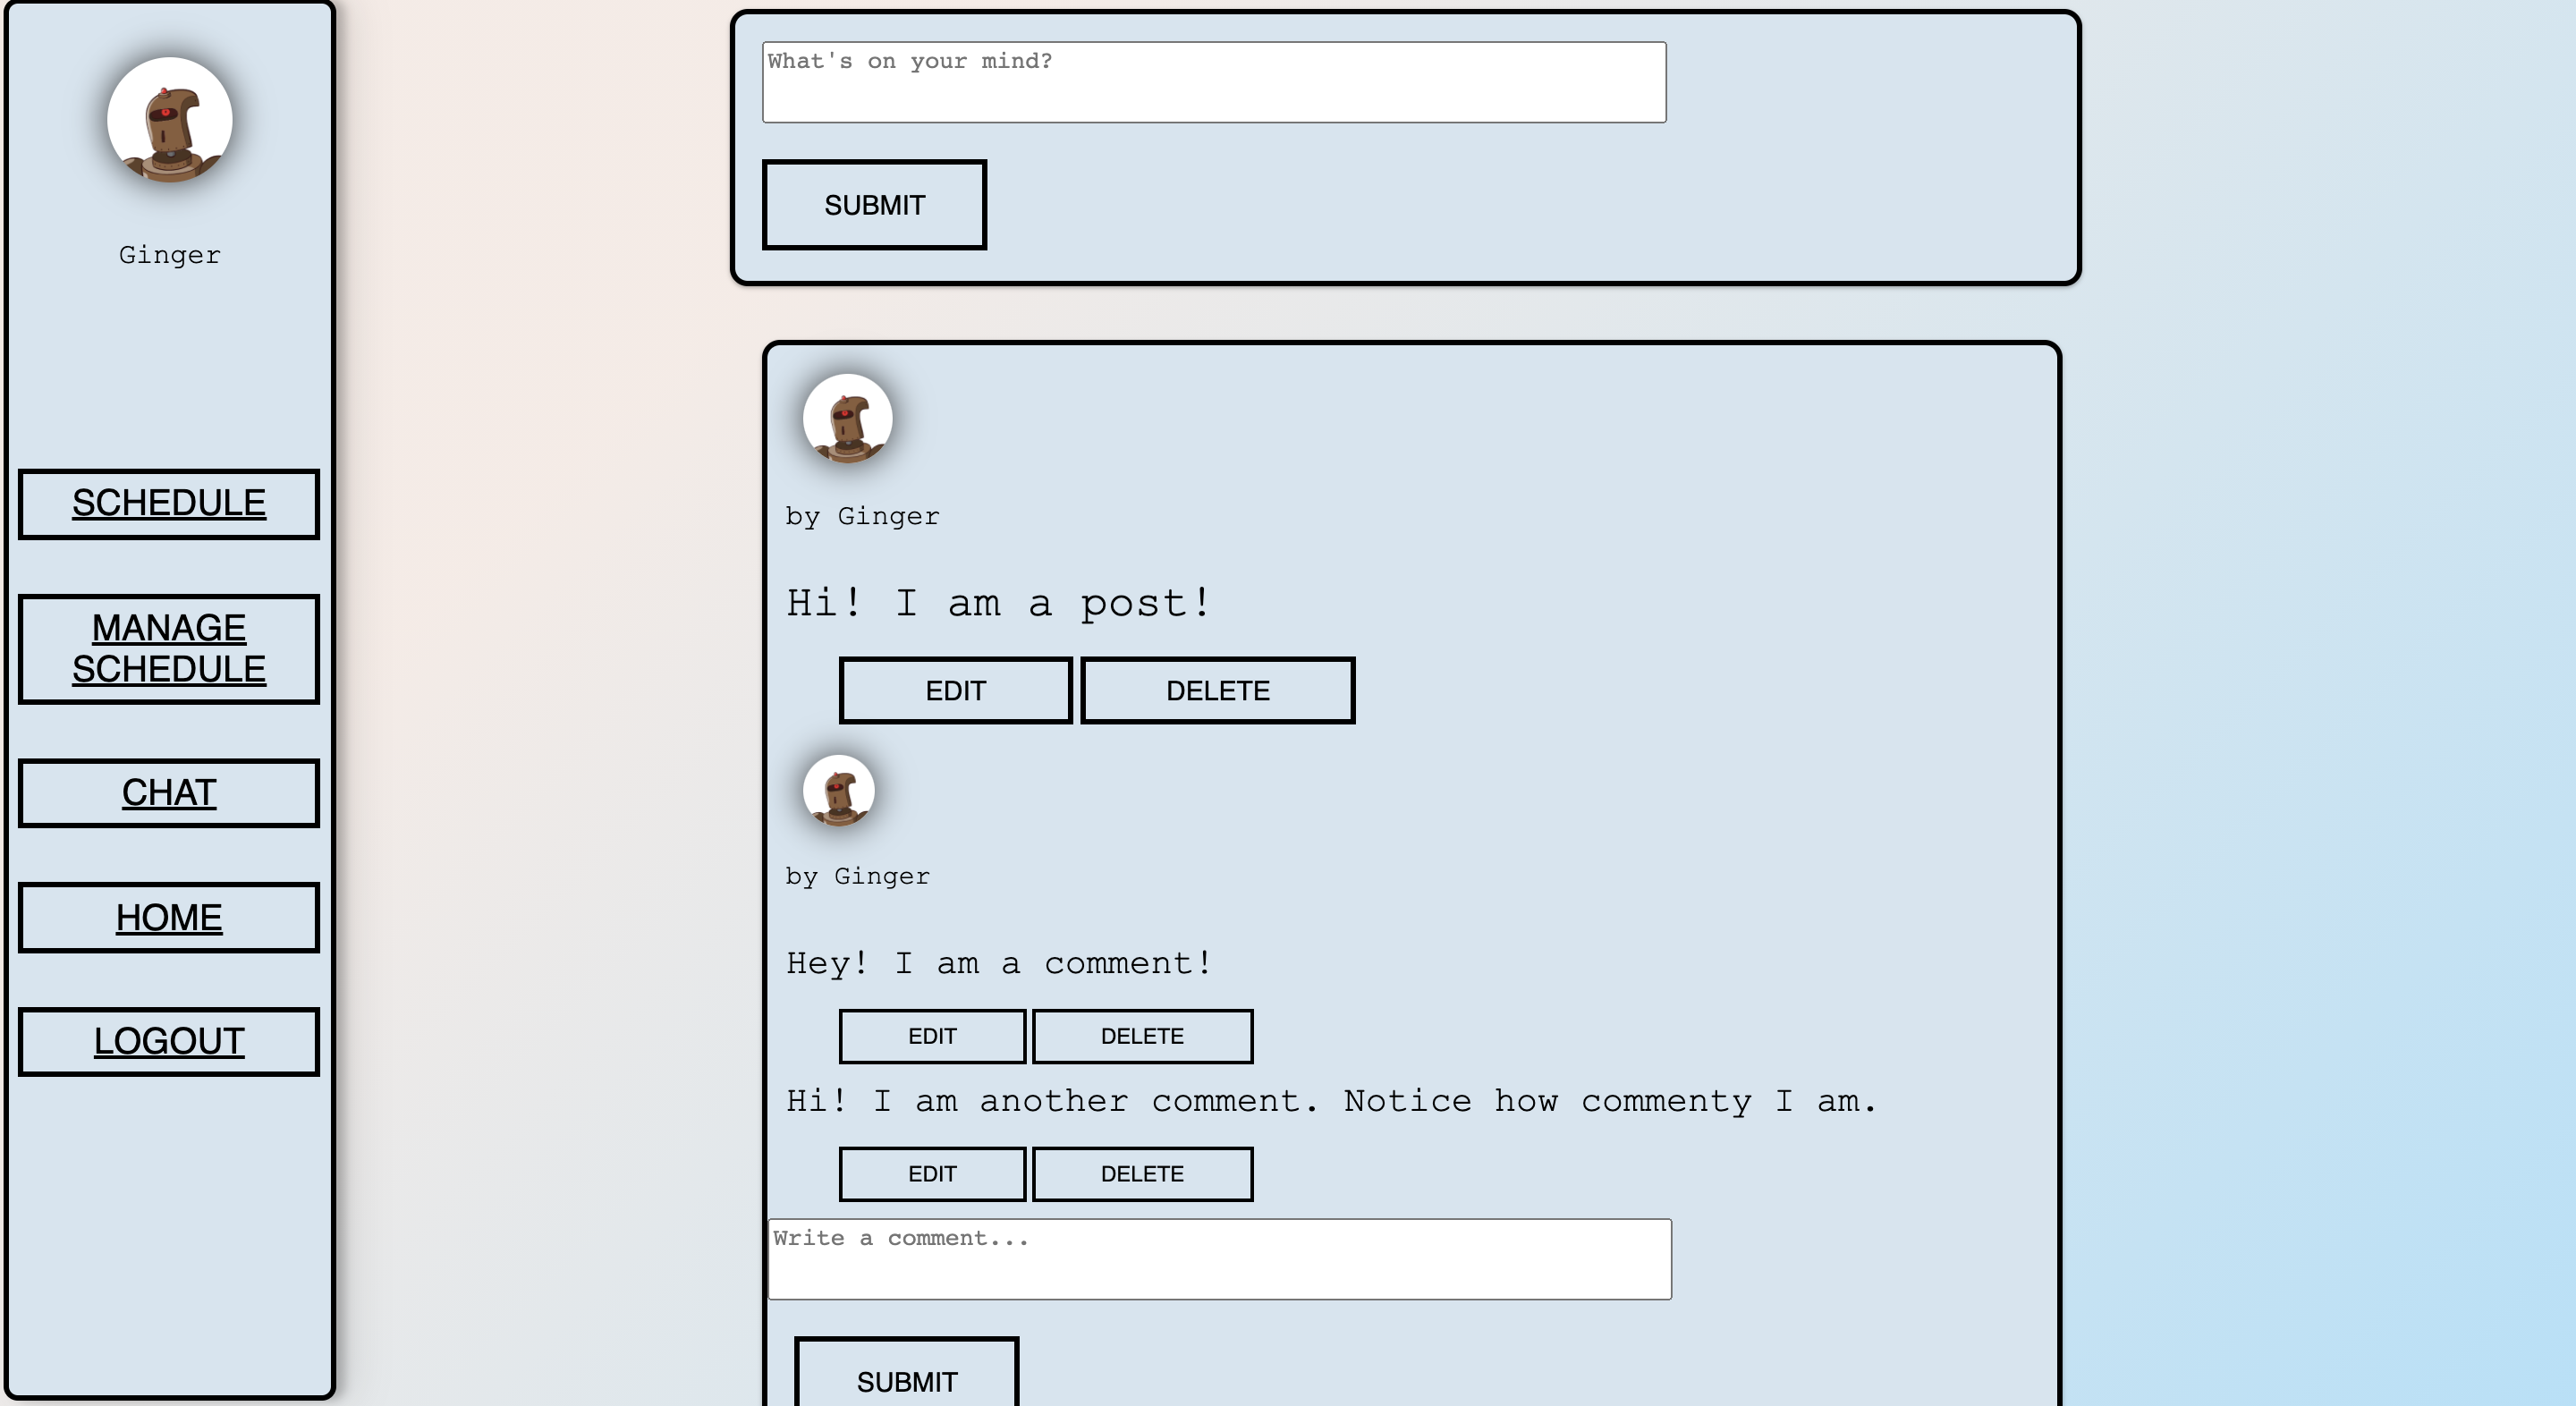 Ginger
SCHEDULE
MANAGE
SCHEDULE
CHAT
HOME
LOGOUT
What's on your mind?
SUBMIT
by Ginger
Hi! I am a post!
EDIT DELETE
by Ginger
Hey! I am a comment!
EDIT DELETE
Hi! I am another comment. Notice how commenty I am.
EDIT DELETE
Write a comment...
SUBMIT